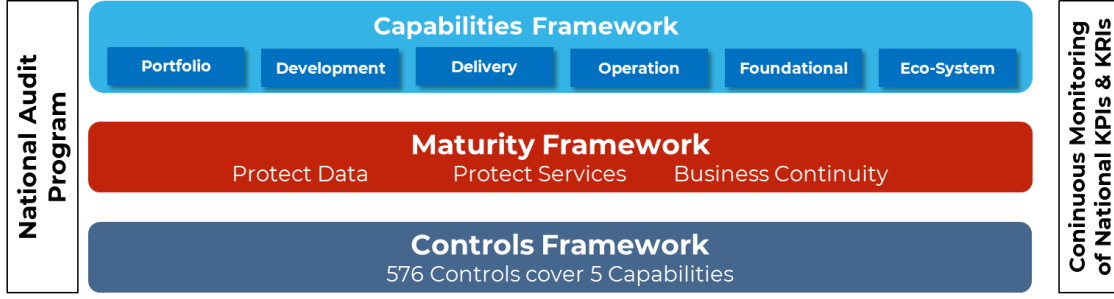 National Audit
Program
Capabilities Framework
Portfolio
Development
Delivery
Operation
Foundational
Eco-System
Maturity Framework
Protect Data
Protect Services
Business Continuity
Controls Framework
576 Controls cover 5 Capabilities
Coninuous Monitoring
of National KPIs & KRIs